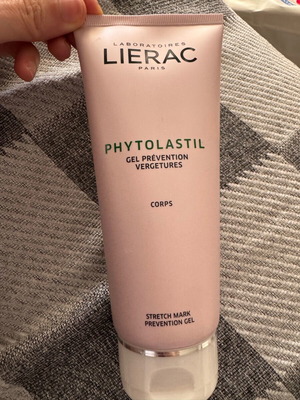 LABORATOIRES
LIERAC
PARIS
PHYTOLASTIL
GEL PRÉVENTION
VERGETURES
CORPS
STRETCH MARK
PREVENTION GEL